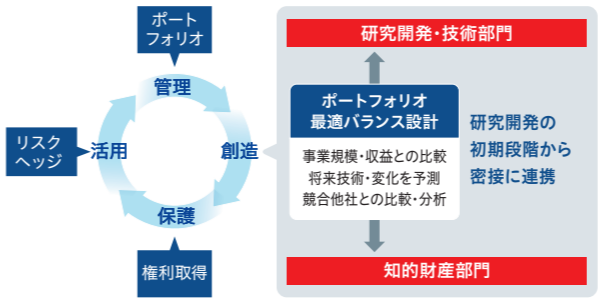 ポート
フォリオ
管理
リスク
ヘッジ
活用
創造
保護
権利取得
研究開発・技術部門
ポートフォリオ
最適バランス設計
事業規模・収益との比較
将来技術・変化を予測
競合他社との比較・分析
研究開発の
初期段階から
密接に連携
知的財産部門